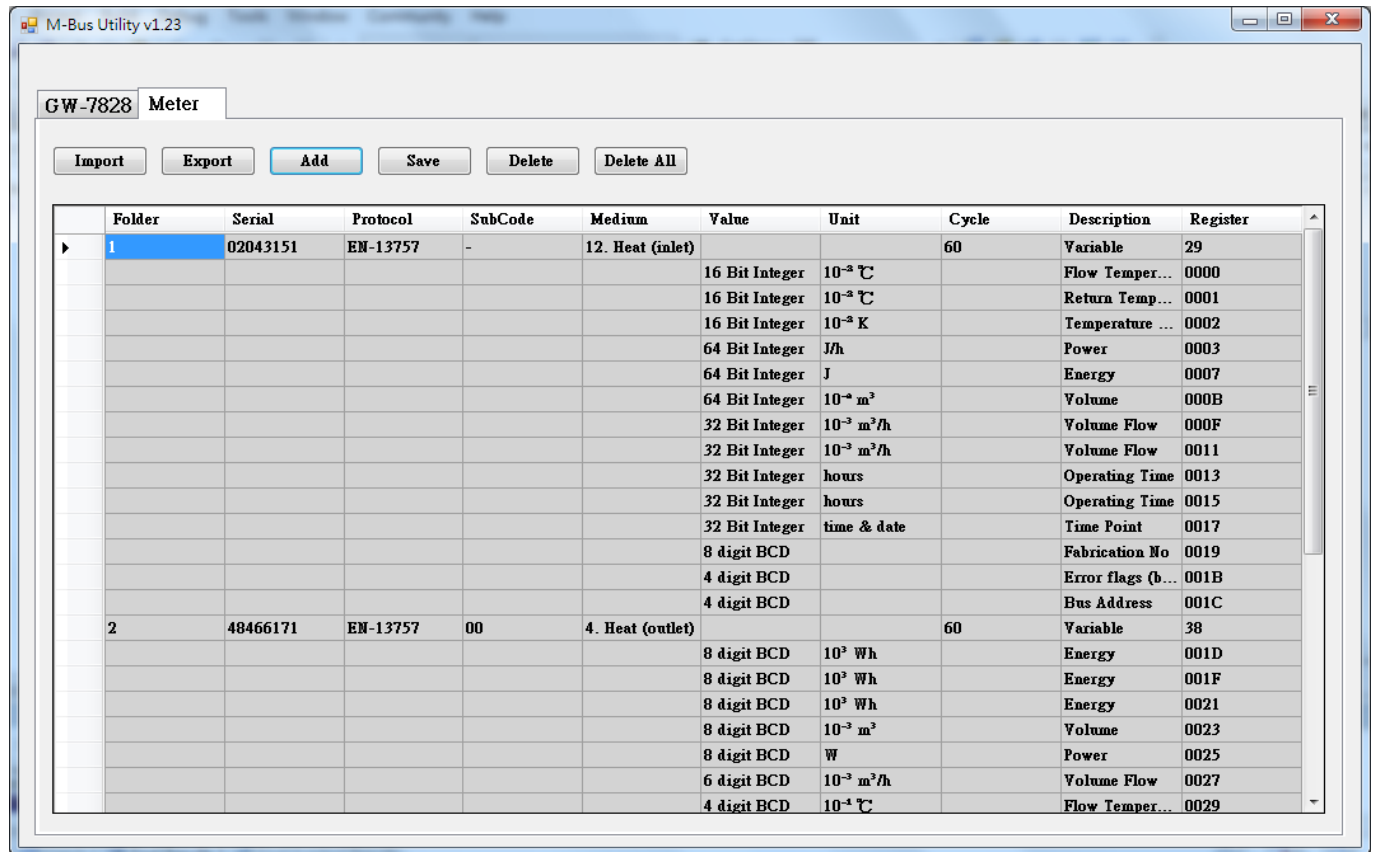 M-Bus Utility v1.23
GW-7828 Meter
Import Export Add Save Delete Delete All
Folder Serial Protocol SubCode Medium Value Unit Cycle Description Register
1 02043151 EN-13757 - 12. Heat (inlet) 60 Variable 29
16 Bit Integer 10⁻² ℃ Flow Temper... 0000
16 Bit Integer 10⁻² ℃ Return Temp... 0001
16 Bit Integer 10⁻² K Temperature ... 0002
64 Bit Integer J/h Power 0003
64 Bit Integer J Energy 0007
64 Bit Integer m³ Volume 000B
32 Bit Integer 10⁻³ m³/h Volume Flow 000F
32 Bit Integer 10⁻³ m³/h Volume Flow 0011
32 Bit Integer hours Operating Time 0013
32 Bit Integer hours Operating Time 0015
32 Bit Integer time & date Time Point 0017
8 digit BCD Fabrication No 0019
4 digit BCD Error flags (b... 001B
4 digit BCD Bus Address 001C
2 48466171 EN-13757 00 4. Heat (outlet) 60 Variable 38
8 digit BCD 10³ Wh Energy 001D
8 digit BCD 10³ Wh Energy 001F
8 digit BCD 10³ Wh Energy 0021
8 digit BCD 10⁻³ m³ Volume 0023
8 digit BCD W Power 0025
6 digit BCD 10⁻³ m³/h Volume Flow 0027
4 digit BCD 10⁻¹ ℃ Flow Temper... 0029